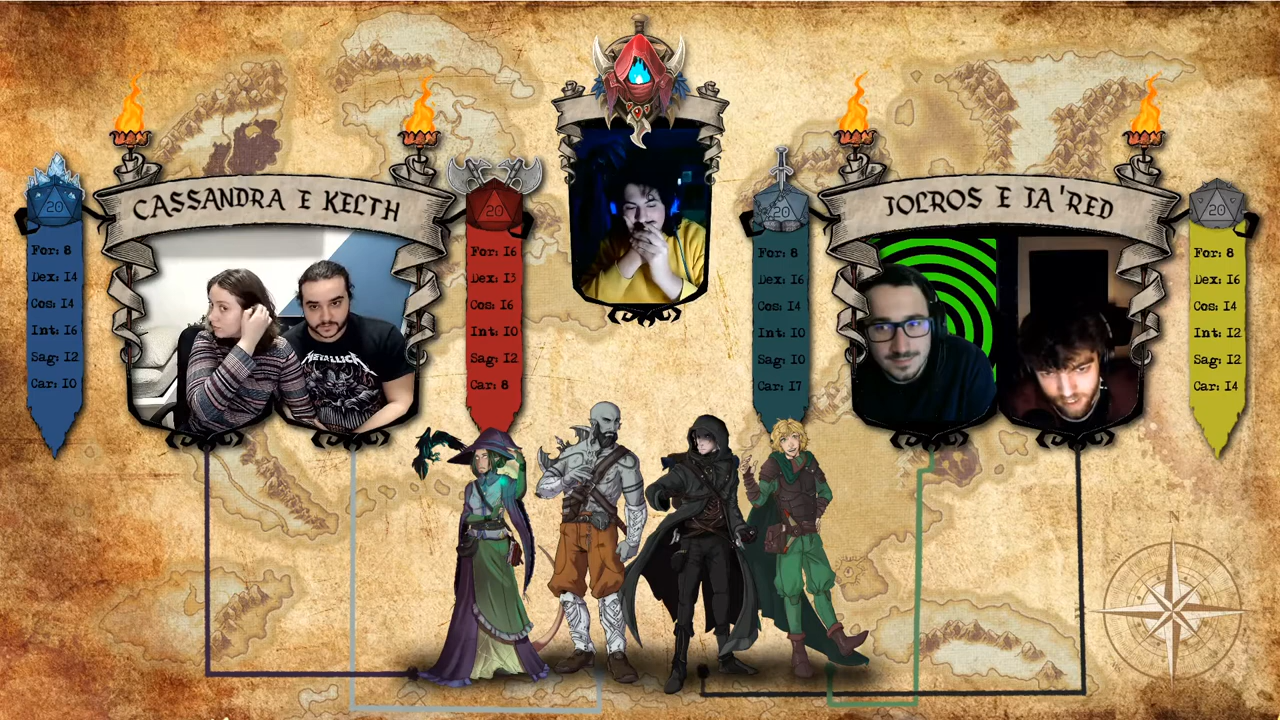 CASSANDRA E KELTH
JOLROS E JA'RED
20
For: 8
Dex: 14
Cos: 14
Int: 16
Sag: 12
Car: 10
20
For: 16
Dex: 13
Cos: 16
Int: 10
Sag: 12
Car: 8
METALLICA
20
For: 8
Dex: 16
Cos: 14
Int: 10
Sag: 10
Car: 17
20
For: 8
Dex: 16
Cos: 14
Int: 12
Sag: 12
Car: 14
N